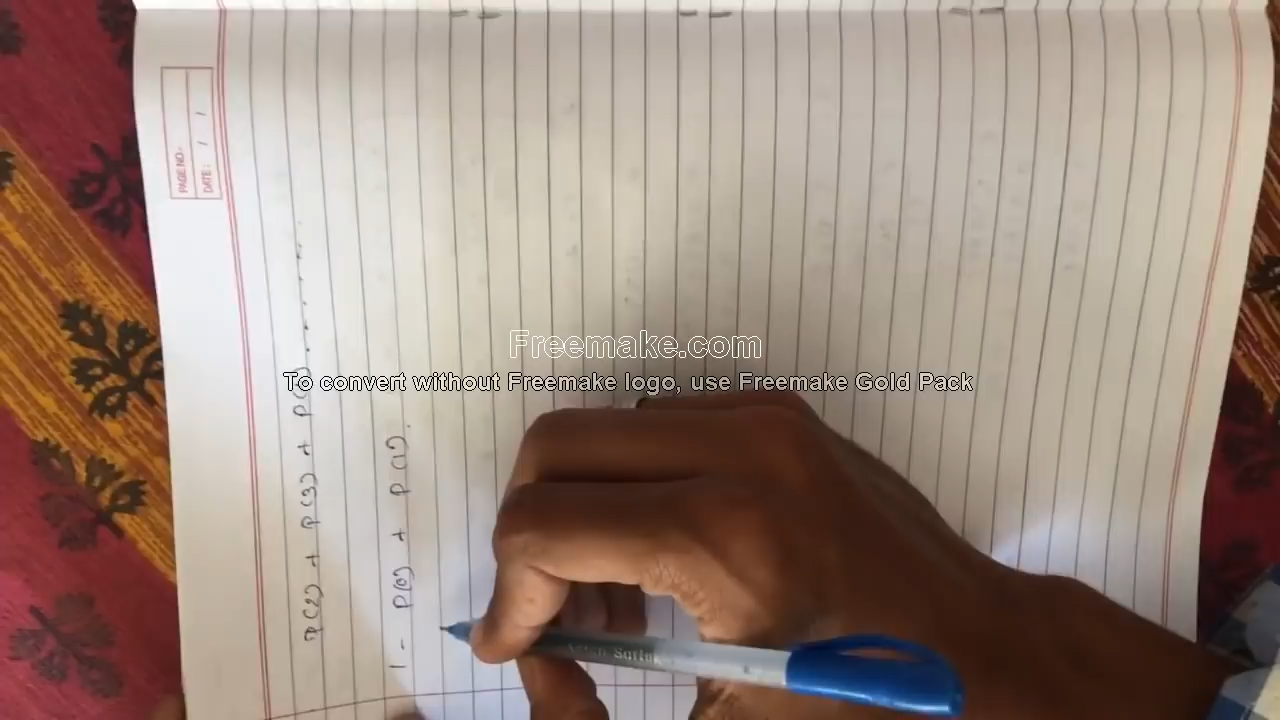 PAGE NO.
DATE: / /
P(2) + P(3) + P(4) . . . . . . . .
1 - P(0) + P(1).
Freemake.com
To convert without Freemake logo, use Freemake Gold Pack